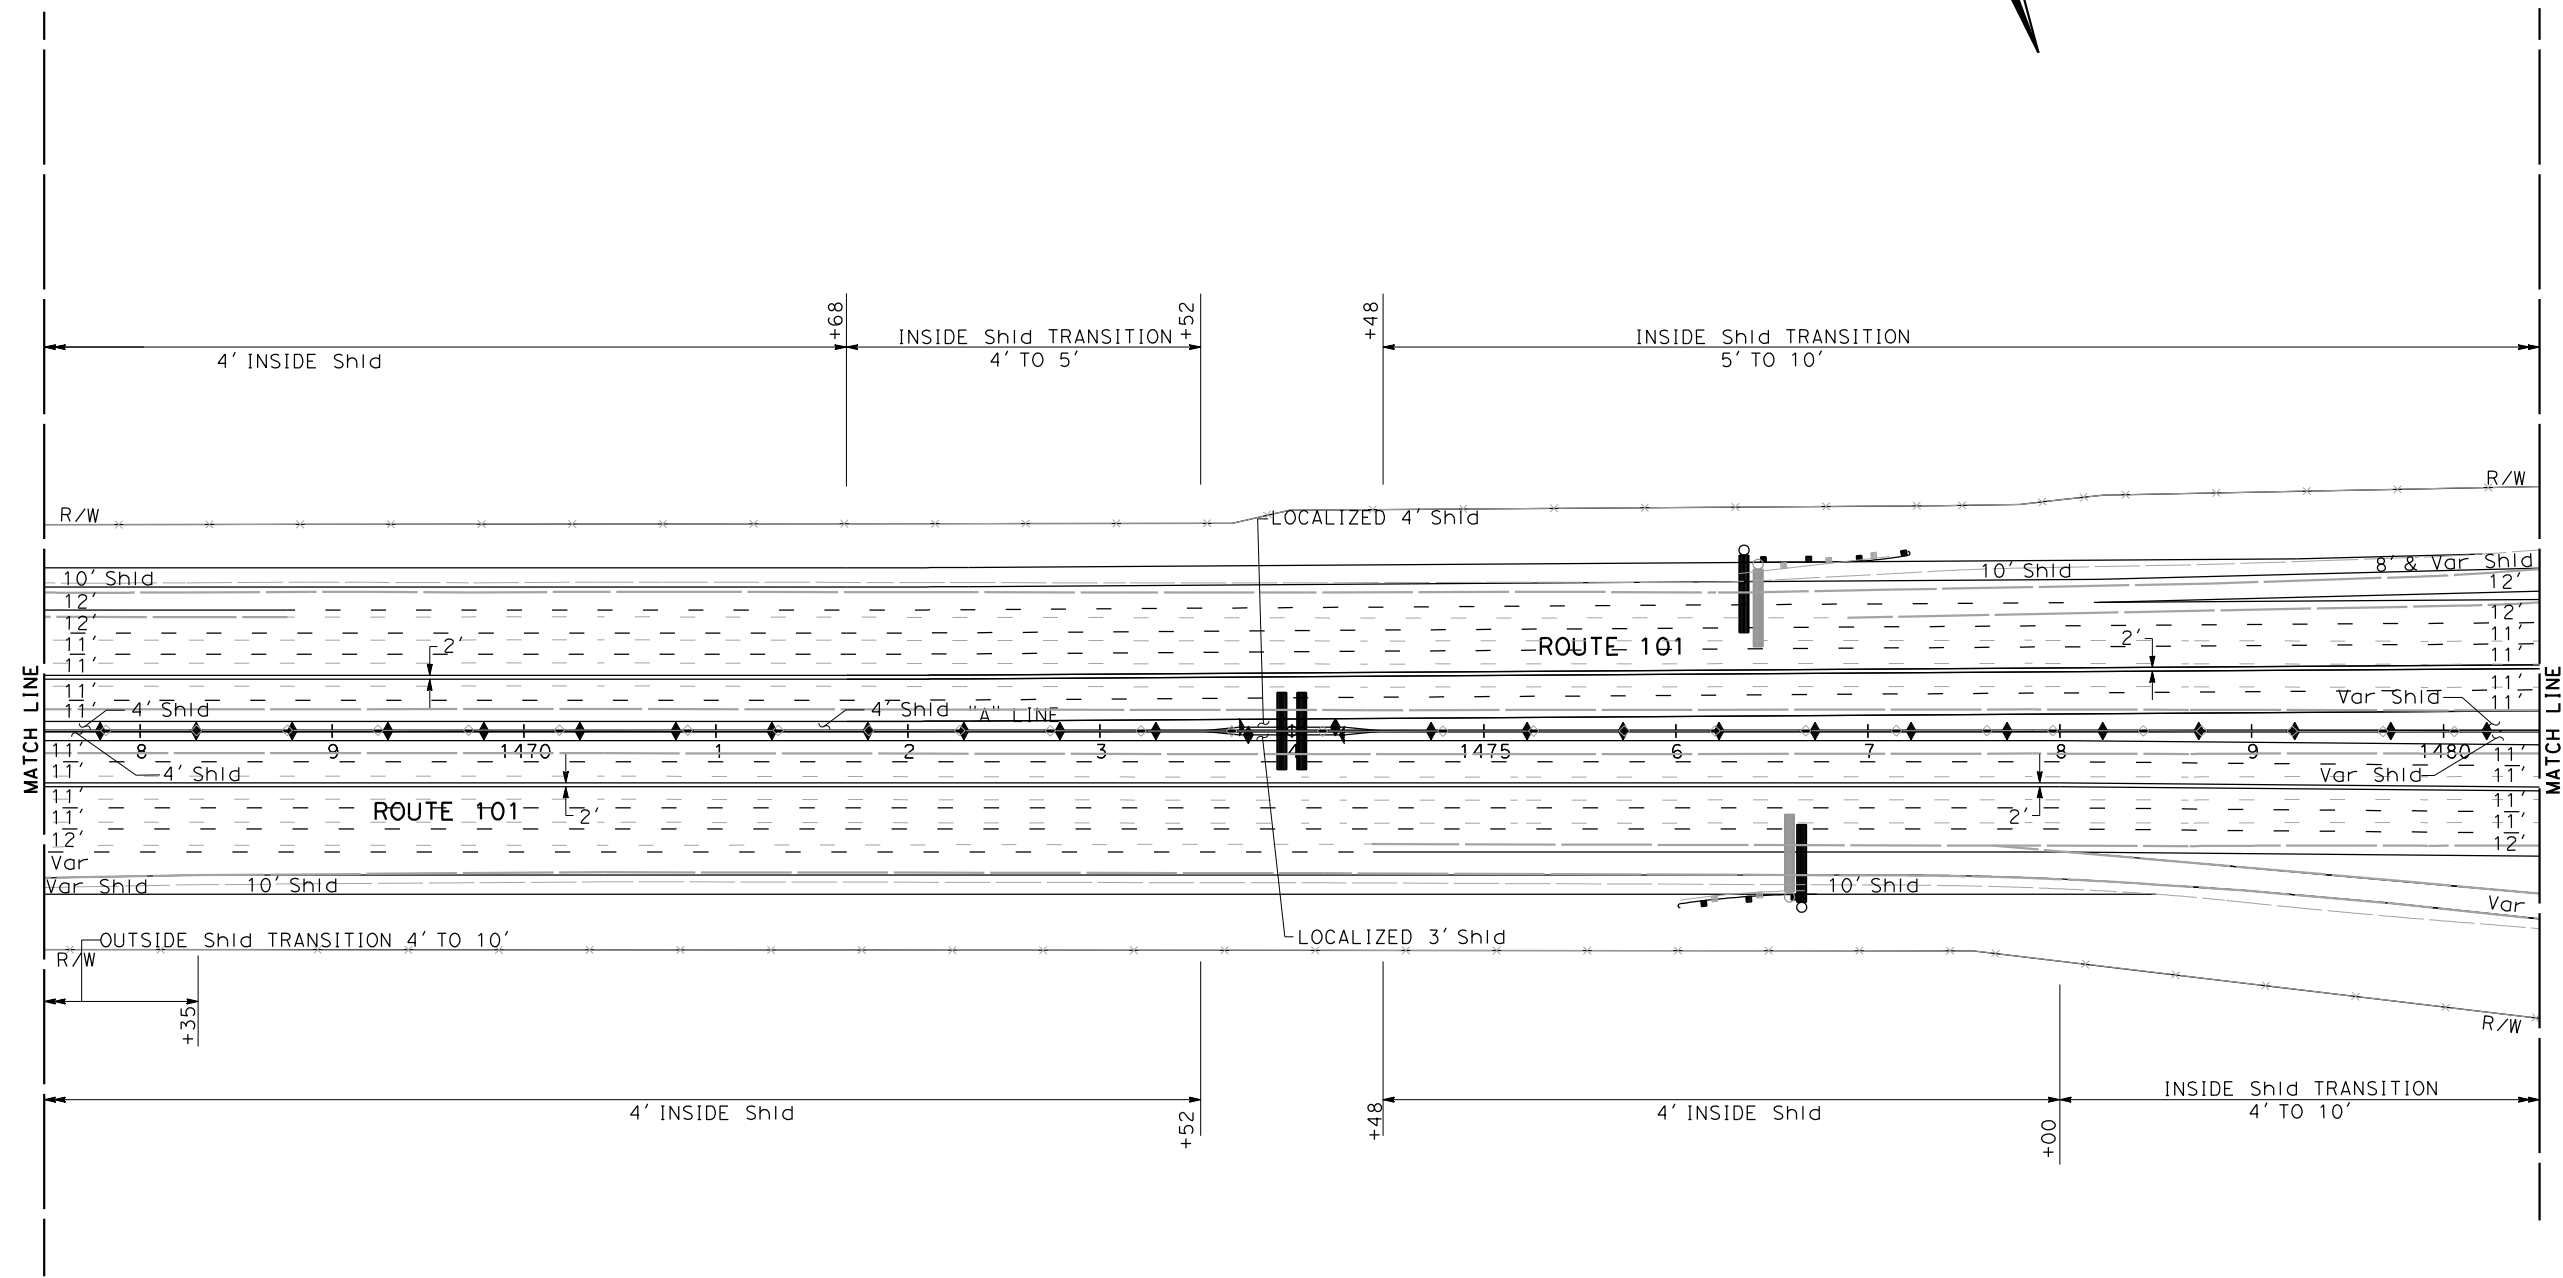 +68
+52
+48
INSIDE Shld TRANSITION
4' TO 5'
INSIDE Shld TRANSITION
5' TO 10'
4' INSIDE Shld
R/W
R/W
LOCALIZED 4' Shld
10' Shld
10' Shld
8' & Var Shld
12'
12'
11'
11'
11'
11'
12'
12'
11'
11'
11'
11'
2'
2'
ROUTE 101
MATCH LINE
MATCH LINE
4' Shld
4' Shld
"A" LINE
Var Shld
8
9
1470
1
2
3
1475
6
7
8
9
1480
4' Shld
Var Shld
11'
11'
11'
11'
12'
Var
11'
11'
11'
11'
12'
ROUTE 101
2'
2'
Var Shld
10' Shld
10' Shld
Var
OUTSIDE Shld TRANSITION 4' TO 10'
LOCALIZED 3' Shld
R/W
R/W
+35
4' INSIDE Shld
+52
+48
4' INSIDE Shld
+00
INSIDE Shld TRANSITION
4' TO 10'